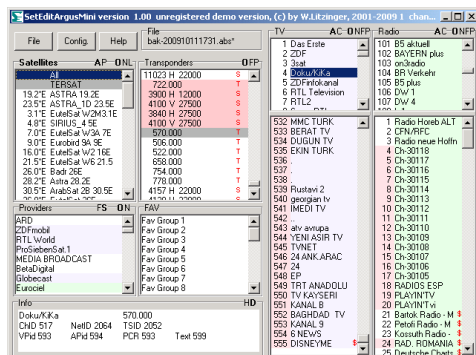 SetEditArgusMini version 1.00 unregistered demo version, (c) by W.Litzinger, 2001-2009 1 chan...
File Config. Help
File
bak-200910111731.abs*
Satellites AP ONL
All
TERSAT
19.2°E ASTRA 19.2E
23.5°E ASTRA_1D 23.5E
3.1°E EutelSat W2M3.1E
4.8°E SIRIUS_4 5E
7.0°E EutelSat W3A 7E
9.0°E Eurobird 9A 9E
16.0°E EutelSat W2 16E
21.5°E EutelSat W6 21.5
26.0°E Badr 26E
28.2°E Astra 28.2E
30.5°E ArabSat 2B 30.5E
Transponders OFP
11023 H 22000 S
722.000 T
3900 H 12000 S
4100 V 27500 S
3840 H 27500 S
4100 V 27500 S
570.000 T
506.000 T
522.000 T
658.000 T
754.000 T
778.000 T
4157 H 12000 S
4128 H 22000 S
Providers FS ON
ARD
ZDFmobil
RTL World
ProSiebenSat.1
MEDIA BROADCAST
BetaDigital
Globecast
Eurociel
FAV
Fav Group 1
Fav Group 2
Fav Group 3
Fav Group 4
Fav Group 5
Fav Group 6
Fav Group 7
Fav Group 8
Info HD
Doku/KiKa 570.000
CHD 517 NetID 2064 TSID 2052
VPid 593 APid 594 PCR 593 Text 599
TV AC ONFP
1 Das Erste
2 ZDF
3 3sat
4 Doku/KiKa
5 ZDFinfokanal
6 RTL Television
7 RTL2
532 MMC TURK
533 BERAT TV
534 DUGUN TV
535 EKIN TURK
536 .
537 .
538 .
539 Rustavi 2
540 georgian tv
541 IMEDI TV
542 ..
543 atv avrupa
544 YENI ASIR TV
545 TVNET
546 24 ANK.ARAC
547 24
548 EP
549 TRT ANADOLU
550 TV KAYSERI
551 KANAL B
552 BAGHDAD TV
553 KANAL 9
554 6 NEWS
555 DISNEYME $
Radio AC ONFP
101 B5 aktuell
102 BAYERN plus
103 on3radio
104 BR Verkehr
105 B5 plus
106 DW 1
107 DW 4
1 Radio Horeb ALT
2 CFN/RFC
3 Radio neue Hoffn
4 Ch-30118
5 Ch-30117
6 Ch-30116
7 Ch-30115
8 Ch-30114
9 Ch-30113
10 Ch-30112
11 Ch-30111
12 Ch-30110
13 Ch-30109
14 Ch-30108
15 Ch-30107
16 Ch-30106
17 Ch-30105
18 RADIOS ESP
19 PLAYIN'TV
20 PLAYIN'TVi
21 Bartok Radio - M $
22 Petofi Radio - M $
23 Kossuth Radio - $
24 RAD. ROMANIA $
25 Deutsche Charts